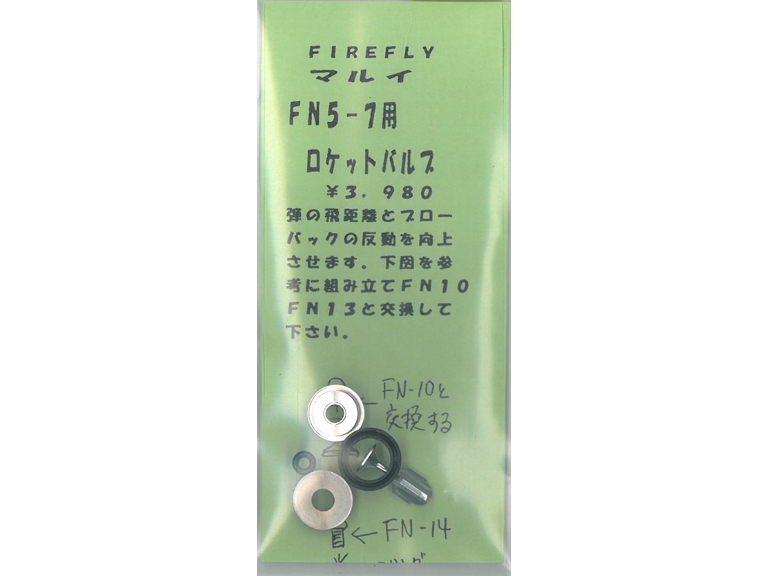 FIREFLY
マルイ
FN5-7用
ロケットバルブ
¥3,980
弾の飛距離とブロー
バックの反動を向上
させます。下図を参
考に組み立てFN10
FN13と交換して
下さい。
←FN-10と
交換する
←FN-14